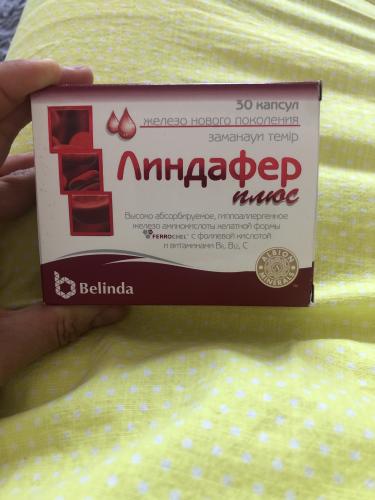 30 капсул
железо нового поколения
заманауи темір
Линдафер
плюс
Высоко абсорбируемое, гиппоаллергенное
железо аминокислоты хелатной формы
FERROCHEL® с фолиевой кислотой
и витаминами B6, B12, C
ALBION MINERALS
Belinda